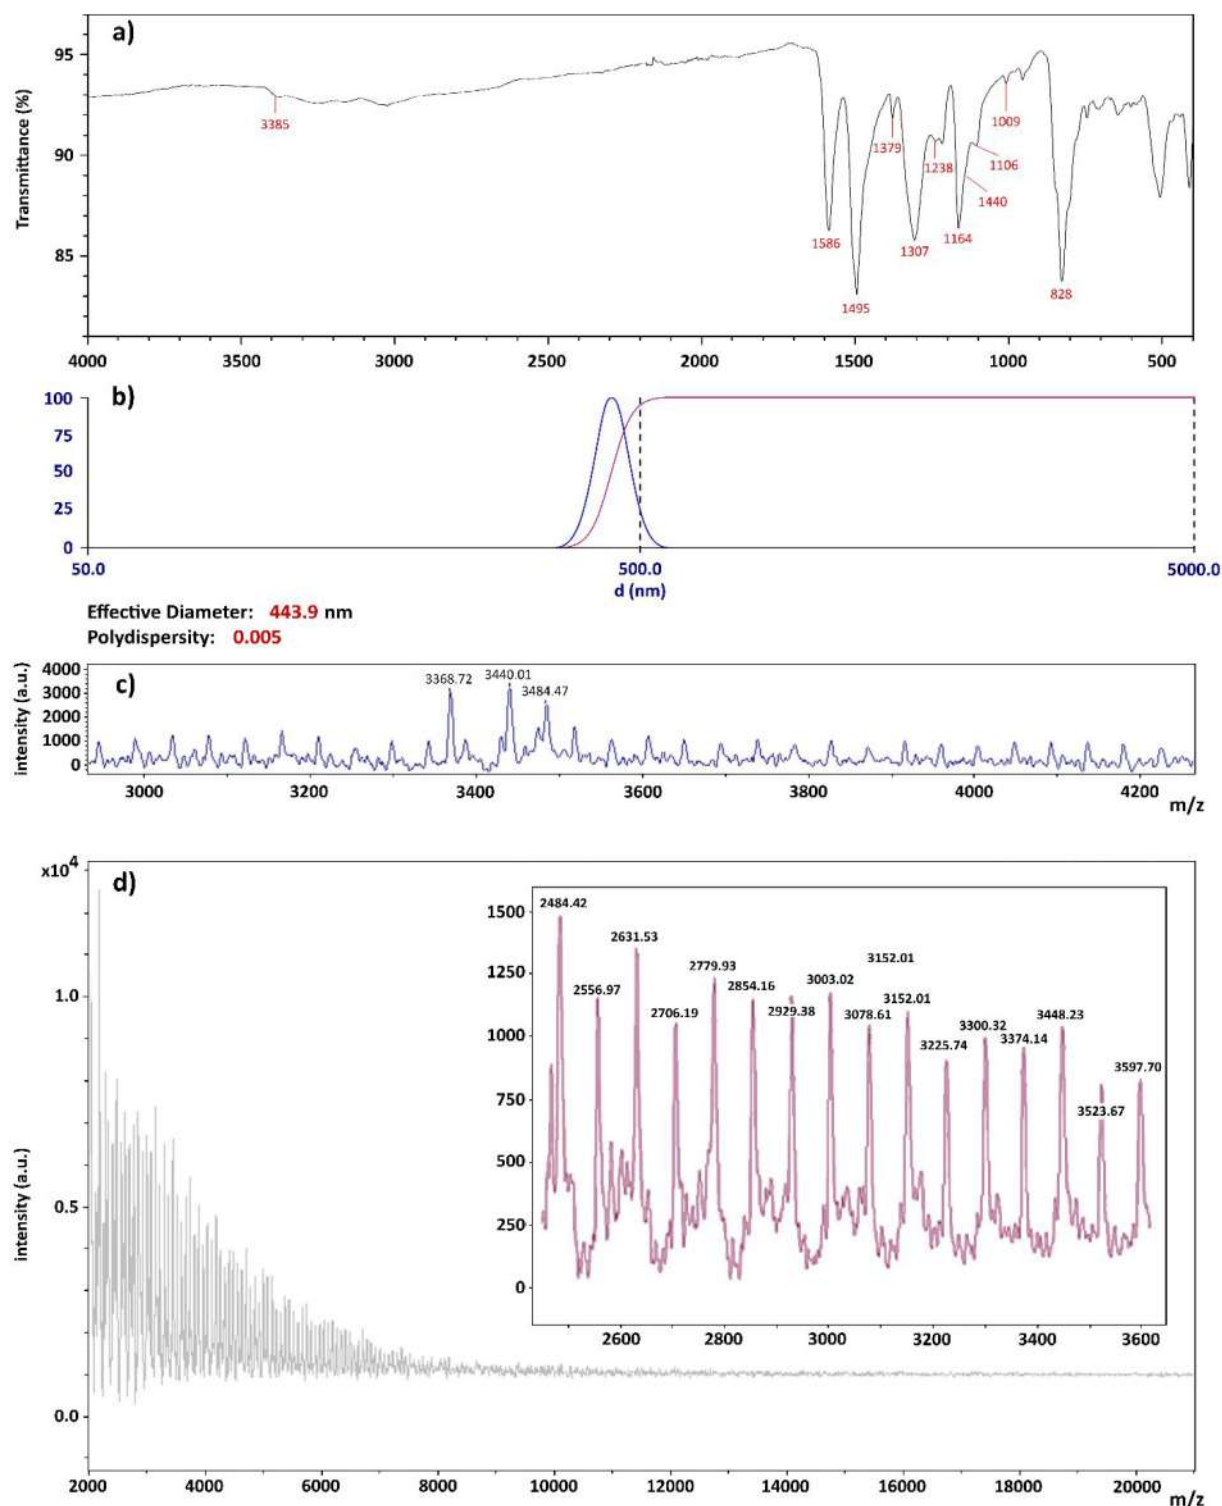 a)
95
90
85
Transmittance (%)
3385
1586
1495
1379
1307
1238
1164
1440
1106
1009
828
4000 3500 3000 2500 2000 1500 1000 500
b)
100
75
50
25
0
50.0 500.0 5000.0
d (nm)
Effective Diameter: 443.9 nm
Polydispersity: 0.005
c)
intensity (a.u.)
4000
3000
2000
1000
0
3368.72 3440.01 3484.47
3000 3200 3400 3600 3800 4000 4200
m/z
d)
x10⁴
1.0
0.5
0.0
intensity (a.u.)
1500
1250
1000
750
500
250
0
2484.42
2556.97
2631.53
2706.19
2779.93
2854.16
2929.38
3003.02
3078.61
3152.01
3152.01
3225.74
3300.32
3374.14
3448.23
3523.67
3597.70
2600 2800 3000 3200 3400 3600
2000 4000 6000 8000 10000 12000 14000 16000 18000 20000
m/z